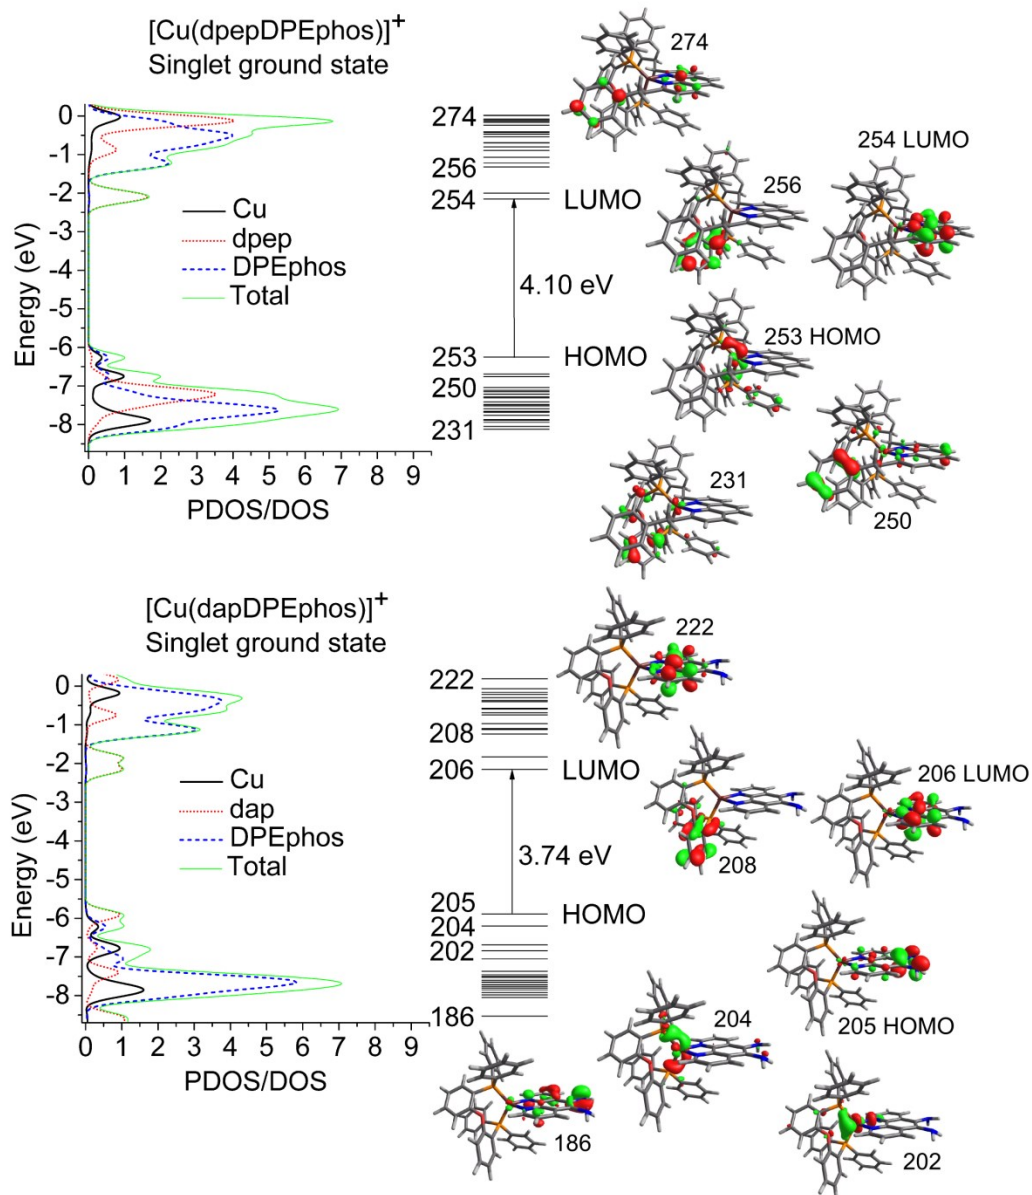 [Cu(dpepDPEphos)]+
Singlet ground state
Energy (eV)
0
-1
-2
-3
-4
-5
-6
-7
-8
Cu
dpep
DPEphos
Total
0 1 2 3 4 5 6 7 8 9
PDOS/DOS
274
256
254
LUMO
4.10 eV
253
HOMO
250
231
274
256
254 LUMO
253 HOMO
250
231
[Cu(dapDPEphos)]+
Singlet ground state
Energy (eV)
0
-1
-2
-3
-4
-5
-6
-7
-8
Cu
dap
DPEphos
Total
0 1 2 3 4 5 6 7 8 9
PDOS/DOS
222
208
206
LUMO
3.74 eV
205
HOMO
204
202
186
222
206 LUMO
208
205 HOMO
204
186
202